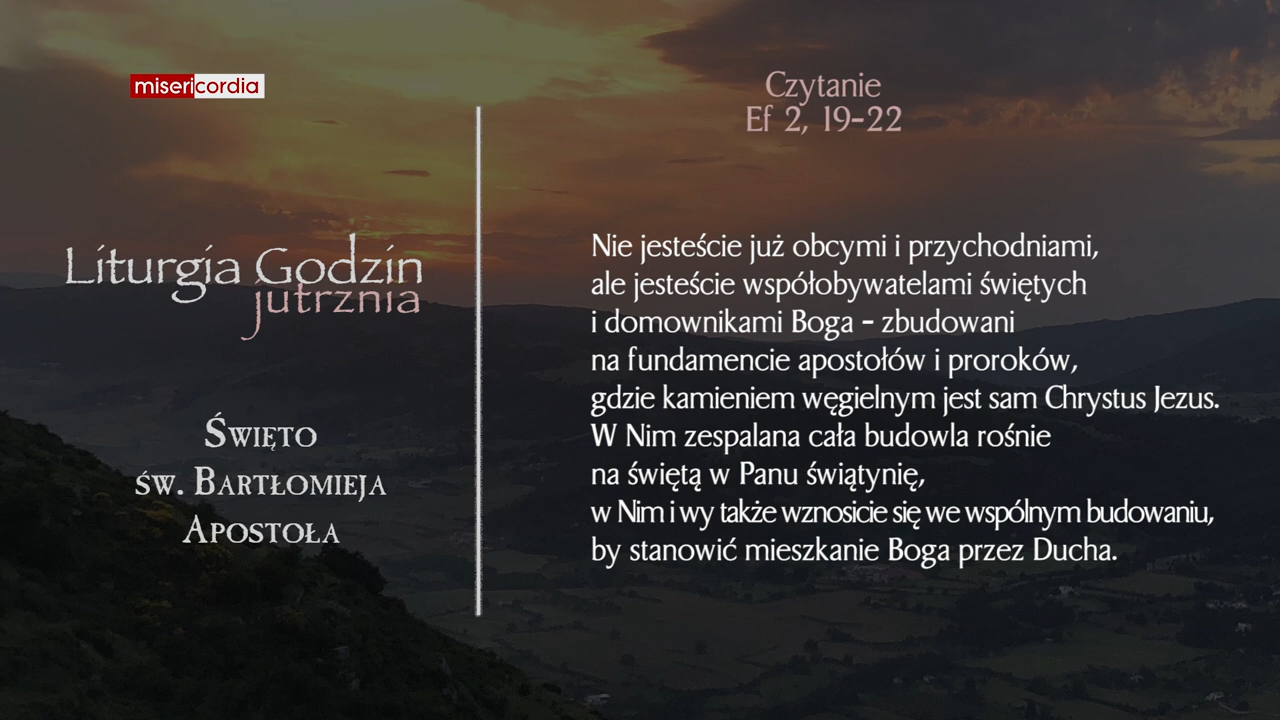 misericordia
Liturgia Godzin
jutrznia
Święto
św. Bartłomieja
Apostoła
Czytanie
Ef 2, 19-22
Nie jesteście już obcymi i przychodniami,
ale jesteście współobywatelami świętych
i domownikami Boga - zbudowani
na fundamencie apostołów i proroków,
gdzie kamieniem węgielnym jest sam Chrystus Jezus.
W Nim zespalana cała budowla rośnie
na świętą w Panu świątynię,
w Nim i wy także wznosicie się we wspólnym budowaniu,
by stanowić mieszkanie Boga przez Ducha.